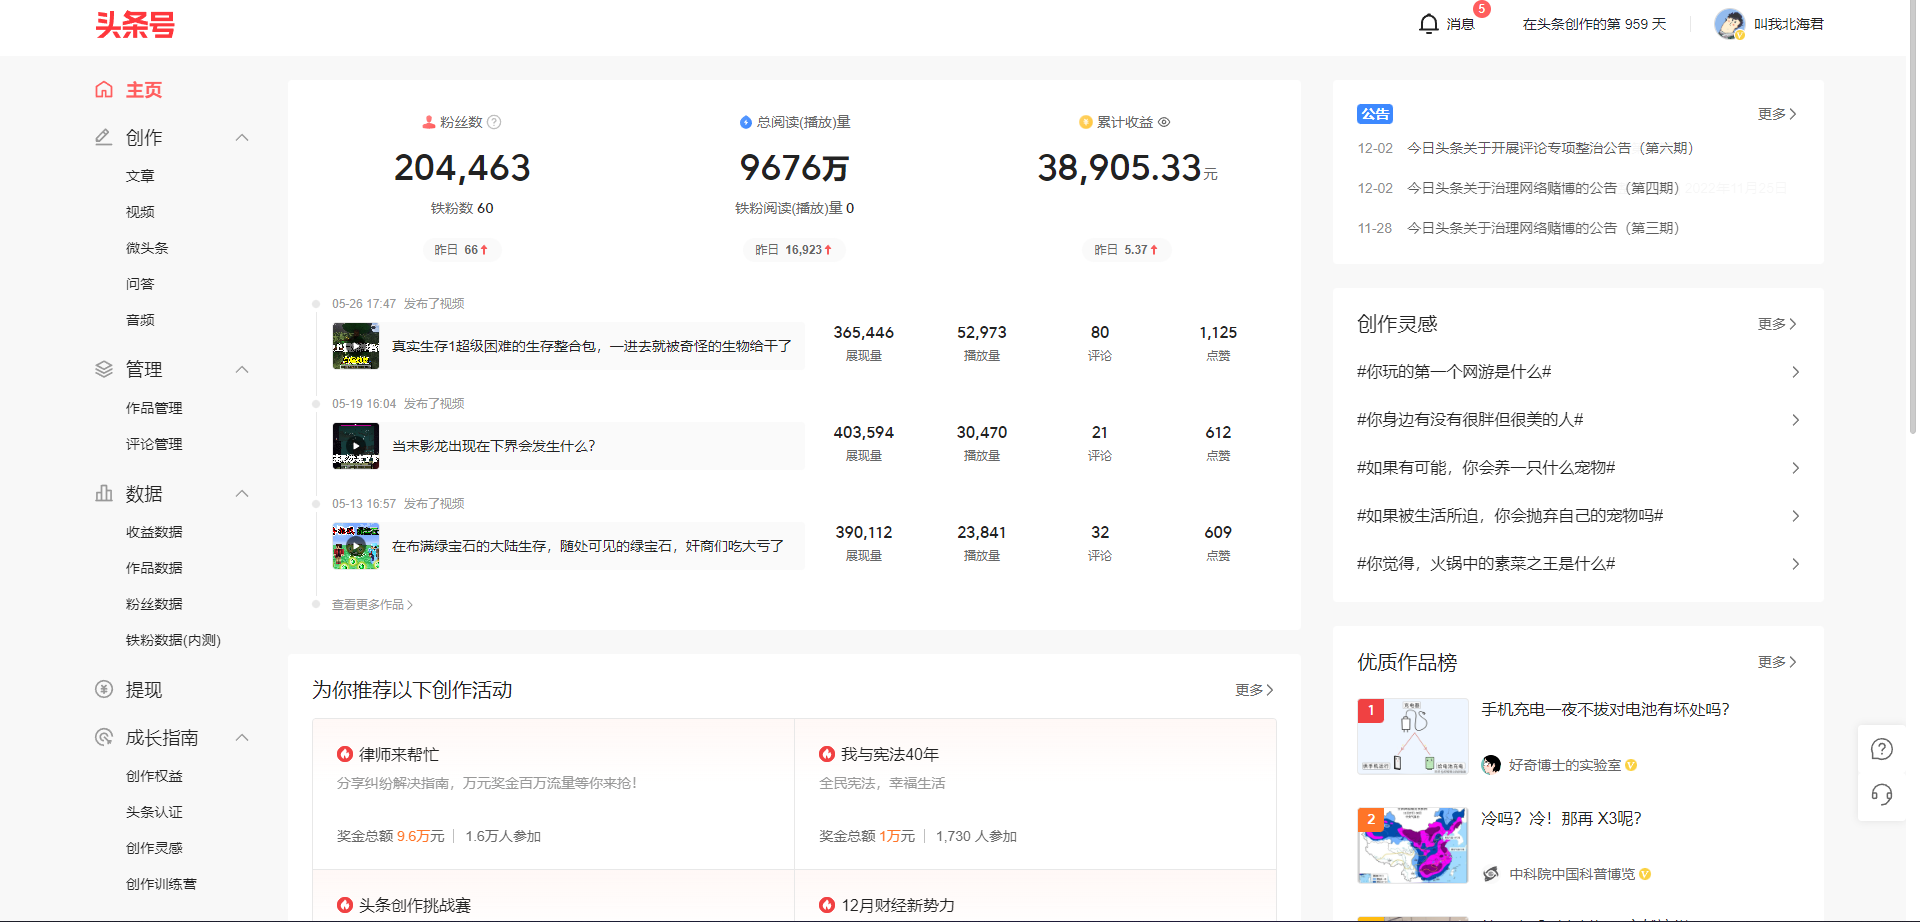 头条号
消息
5
在头条创作的第 959 天
叫我北海君
主页
创作
文章
视频
微头条
问答
音频
管理
作品管理
评论管理
数据
收益数据
作品数据
粉丝数据
铁粉数据(内测)
提现
成长指南
创作权益
头条认证
创作灵感
创作训练营
粉丝数
204,463
铁粉数 60
昨日 66
总阅读(播放)量
9676万
铁粉阅读(播放)量 0
昨日 16,923
累计收益
38,905.33元
昨日 5.37
05-26 17:47 发布了视频
真实生存1超级困难的生存整合包，一进去就被奇怪的生物给干了
365,446 52,973 80 1,125
展现量 播放量 评论 点赞
05-19 16:04 发布了视频
当末影龙出现在下界会发生什么？
403,594 30,470 21 612
展现量 播放量 评论 点赞
05-13 16:57 发布了视频
在布满绿宝石的大陆生存，随处可见的绿宝石，奸商们吃大亏了
390,112 23,841 32 609
展现量 播放量 评论 点赞
查看更多作品
为你推荐以下创作活动
更多
律师来帮忙
分享纠纷解决指南，万元奖金百万流量等你来抢！
奖金总额 9.6万元 1.6万人参加
我与宪法40年
全民宪法，幸福生活
奖金总额 1万元 1,730 人参加
头条创作挑战赛
12月财经新势力
公告
更多
12-02 今日头条关于开展评论专项整治公告（第六期）
12-02 今日头条关于治理网络赌博的公告（第四期）
11-28 今日头条关于治理网络赌博的公告（第三期）
创作灵感
更多
#你玩的第一个网游是什么#
#你身边有没有很胖但很美的人#
#如果有可能，你会养一只什么宠物#
#如果被生活所迫，你会抛弃自己的宠物吗#
#你觉得，火锅中的素菜之王是什么#
优质作品榜
更多
1
充电器
手机充电一夜不拔对电池有坏处吗？
好奇博士的实验室
2
冷吗？冷！那再 X3呢？
中科院中国科普博览